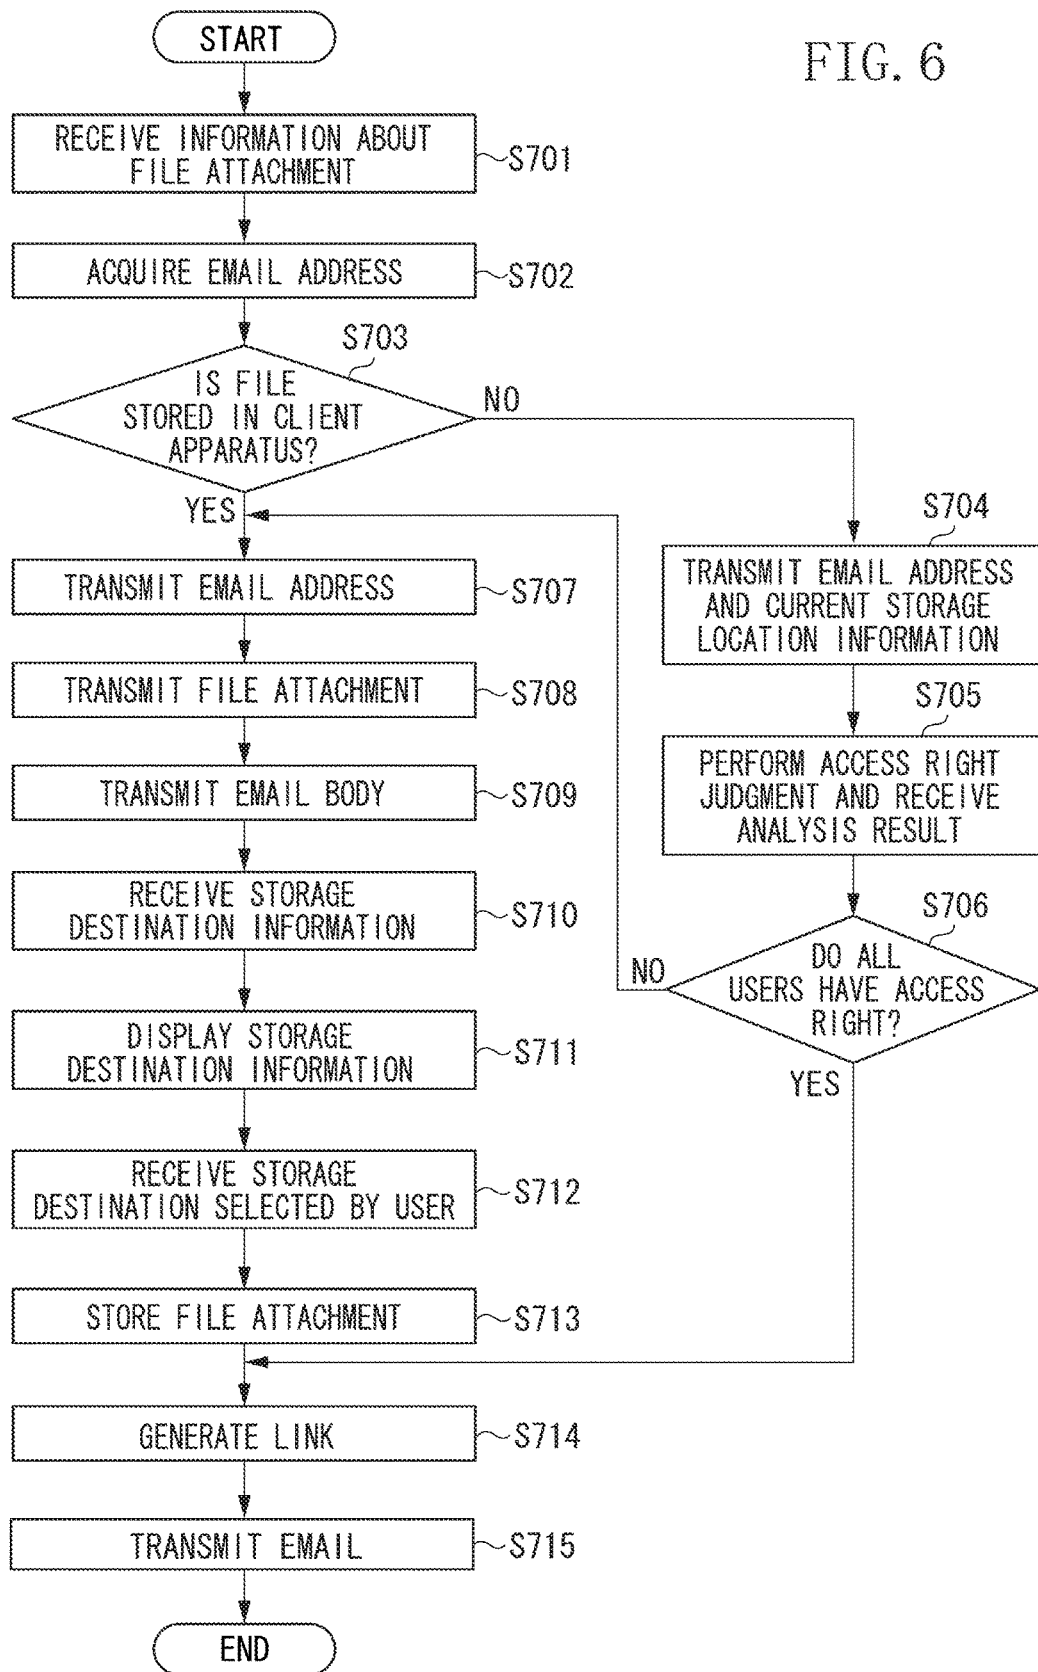 START
FIG. 6
RECEIVE INFORMATION ABOUT
FILE ATTACHMENT
S701
ACQUIRE EMAIL ADDRESS
S702
S703
IS FILE
STORED IN CLIENT
APPARATUS?
NO
YES
S704
TRANSMIT EMAIL ADDRESS
AND CURRENT STORAGE
LOCATION INFORMATION
S705
PERFORM ACCESS RIGHT
JUDGMENT AND RECEIVE
ANALYSIS RESULT
S706
DO ALL
USERS HAVE ACCESS
RIGHT?
NO
YES
TRANSMIT EMAIL ADDRESS
S707
TRANSMIT FILE ATTACHMENT
S708
TRANSMIT EMAIL BODY
S709
RECEIVE STORAGE
DESTINATION INFORMATION
S710
DISPLAY STORAGE
DESTINATION INFORMATION
S711
RECEIVE STORAGE
DESTINATION SELECTED BY USER
S712
STORE FILE ATTACHMENT
S713
GENERATE LINK
S714
TRANSMIT EMAIL
S715
END